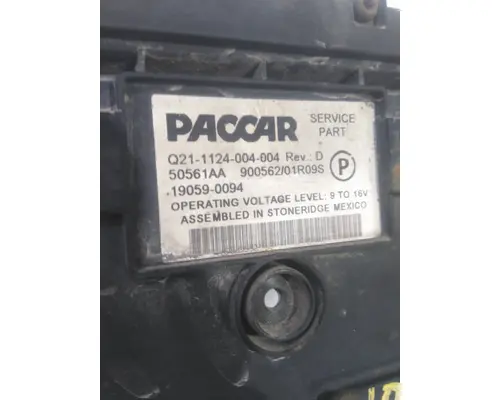 PACCAR SERVICE PART
Q21-1124-004-004 Rev.: D
50561AA 900562/01R09S
19059-0094
P
OPERATING VOLTAGE LEVEL: 9 TO 16V
ASSEMBLED IN STONERIDGE MEXICO